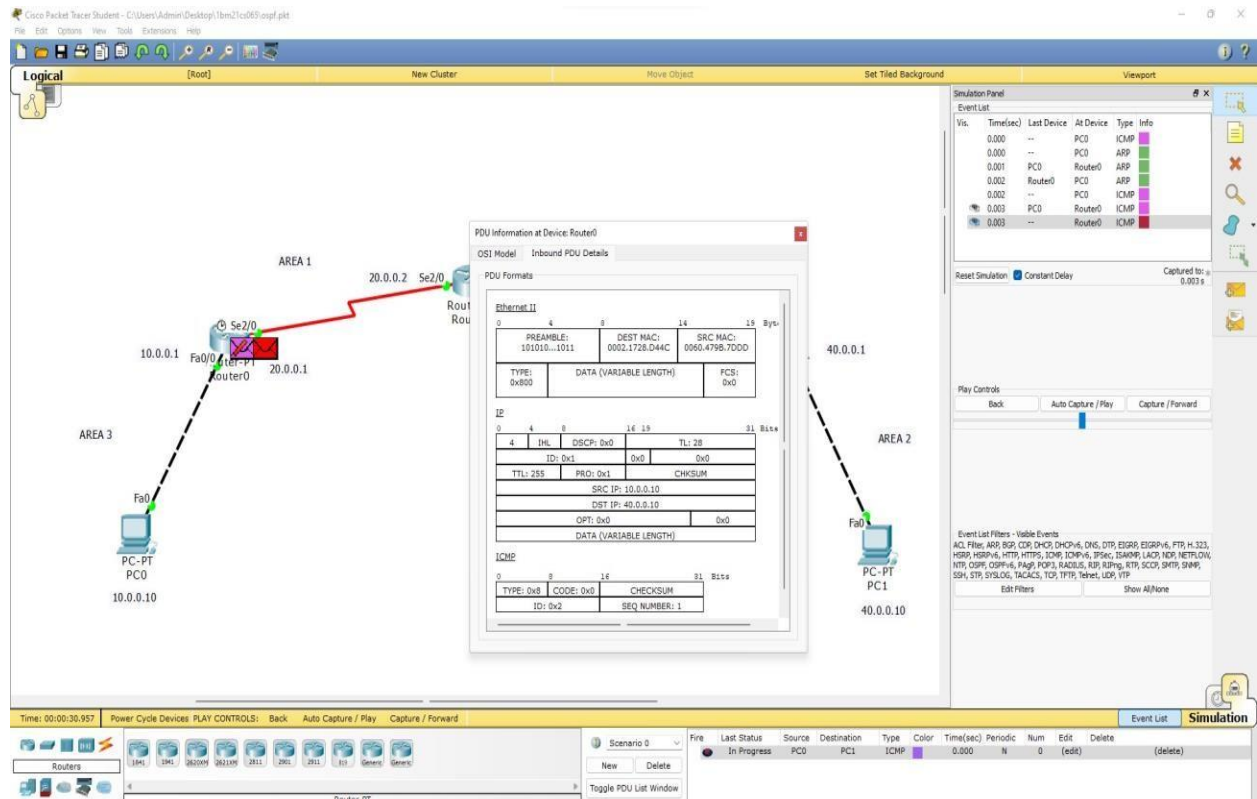 Cisco Packet Tracer Student - C:\Users\Admin\Desktop\1bm21cs065\ospf.pkt
File Edit Options View Tools Extensions Help
Logical [Root] New Cluster Move Object Set Tiled Background Viewport
AREA 1
20.0.0.2 Se2/0
Rout
Rou
Se2/0
10.0.0.1 Fa0/0
uter-PT
outer0
20.0.0.1
AREA 3
Fa0
PC-PT
PC0
10.0.0.10
PDU Information at Device: Router0
OSI Model Inbound PDU Details
PDU Formats
Ethernet II
0 4 8 14 19 Byte
PREAMBLE: 101010...1011 DEST MAC: 0002.1728.D44C SRC MAC: 0060.479B.7DDD
TYPE: 0x800 DATA (VARIABLE LENGTH) FCS: 0x0
IP
0 4 8 16 19 31 Bits
4 IHL DSCP: 0x0 TL: 28
ID: 0x1 0x0 0x0
TTL: 255 PRO: 0x1 CHKSUM
SRC IP: 10.0.0.10
DST IP: 40.0.0.10
OPT: 0x0 0x0
DATA (VARIABLE LENGTH)
ICMP
0 8 16 31 Bits
TYPE: 0x8 CODE: 0x0 CHECKSUM
ID: 0x2 SEQ NUMBER: 1
40.0.0.1
AREA 2
Fa0
PC-PT
PC1
40.0.0.10
Simulation Panel
Event List
Vis. Time(sec) Last Device At Device Type Info
0.000 -- PC0 ICMP
0.000 -- PC0 ARP
0.001 PC0 Router0 ARP
0.002 Router0 PC0 ARP
0.002 -- PC0 ICMP
0.003 PC0 Router0 ICMP
0.003 -- Router0 ICMP
Reset Simulation Constant Delay Captured to:
0.003 s
Play Controls
Back Auto Capture / Play Capture / Forward
Event List Filters - Visible Events
ACL Filter, ARP, BGP, CDP, DHCP, DHCPv6, DNS, DTP, EIGRP, EIGRPv6, FTP, H.323,
HSRP, HSRPv6, HTTP, HTTPS, ICMP, ICMPv6, IPSec, ISAKMP, LACP, NDP, NETFLOW,
NTP, OSPF, OSPFv6, PAgP, POP3, RADIUS, RIP, RIPng, RTP, SCCP, SMTP, SNMP,
SSH, STP, SYSLOG, TACACS, TCP, TFTP, Telnet, UDP, VTP
Edit Filters Show All/None
Time: 00:00:30.957 Power Cycle Devices PLAY CONTROLS: Back Auto Capture / Play Capture / Forward Event List Simulation
Routers
1841 1941 2620XM 2621XM 2811 2901 2911 819 Generic Generic
Router-PT
Scenario 0
New Delete
Toggle PDU List Window
Fire Last Status Source Destination Type Color Time(sec) Periodic Num Edit Delete
In Progress PC0 PC1 ICMP 0.000 N 0 (edit) (delete)